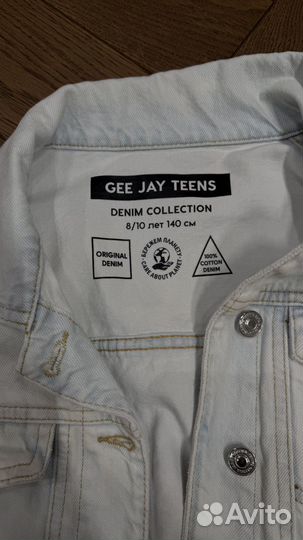 GEE JAY TEENS
DENIM COLLECTION
8/10 лет 140 см
ORIGINAL
DENIM
БЕРЕЖЕМ ПЛАНЕТУ
CARE ABOUT PLANET
100%
COTTON
DENIM
Avito